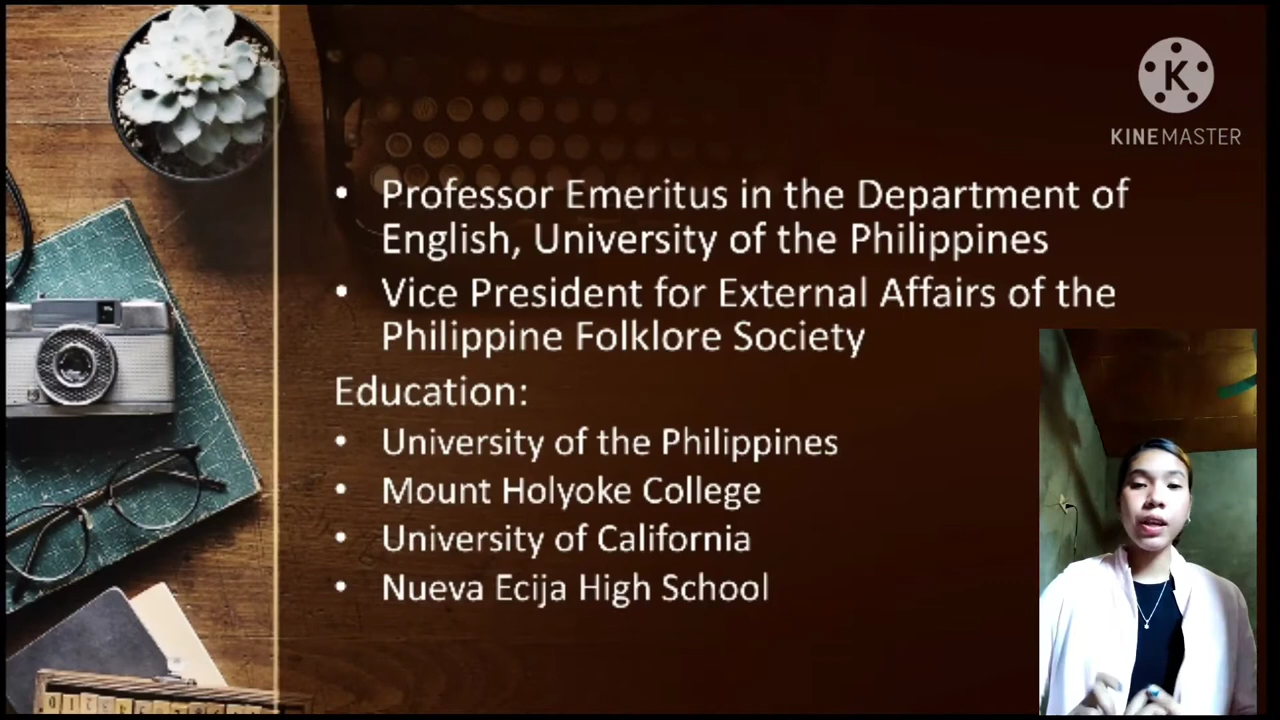 KINEMASTER
• Professor Emeritus in the Department of
English, University of the Philippines
• Vice President for External Affairs of the
Philippine Folklore Society
Education:
• University of the Philippines
• Mount Holyoke College
• University of California
• Nueva Ecija High School